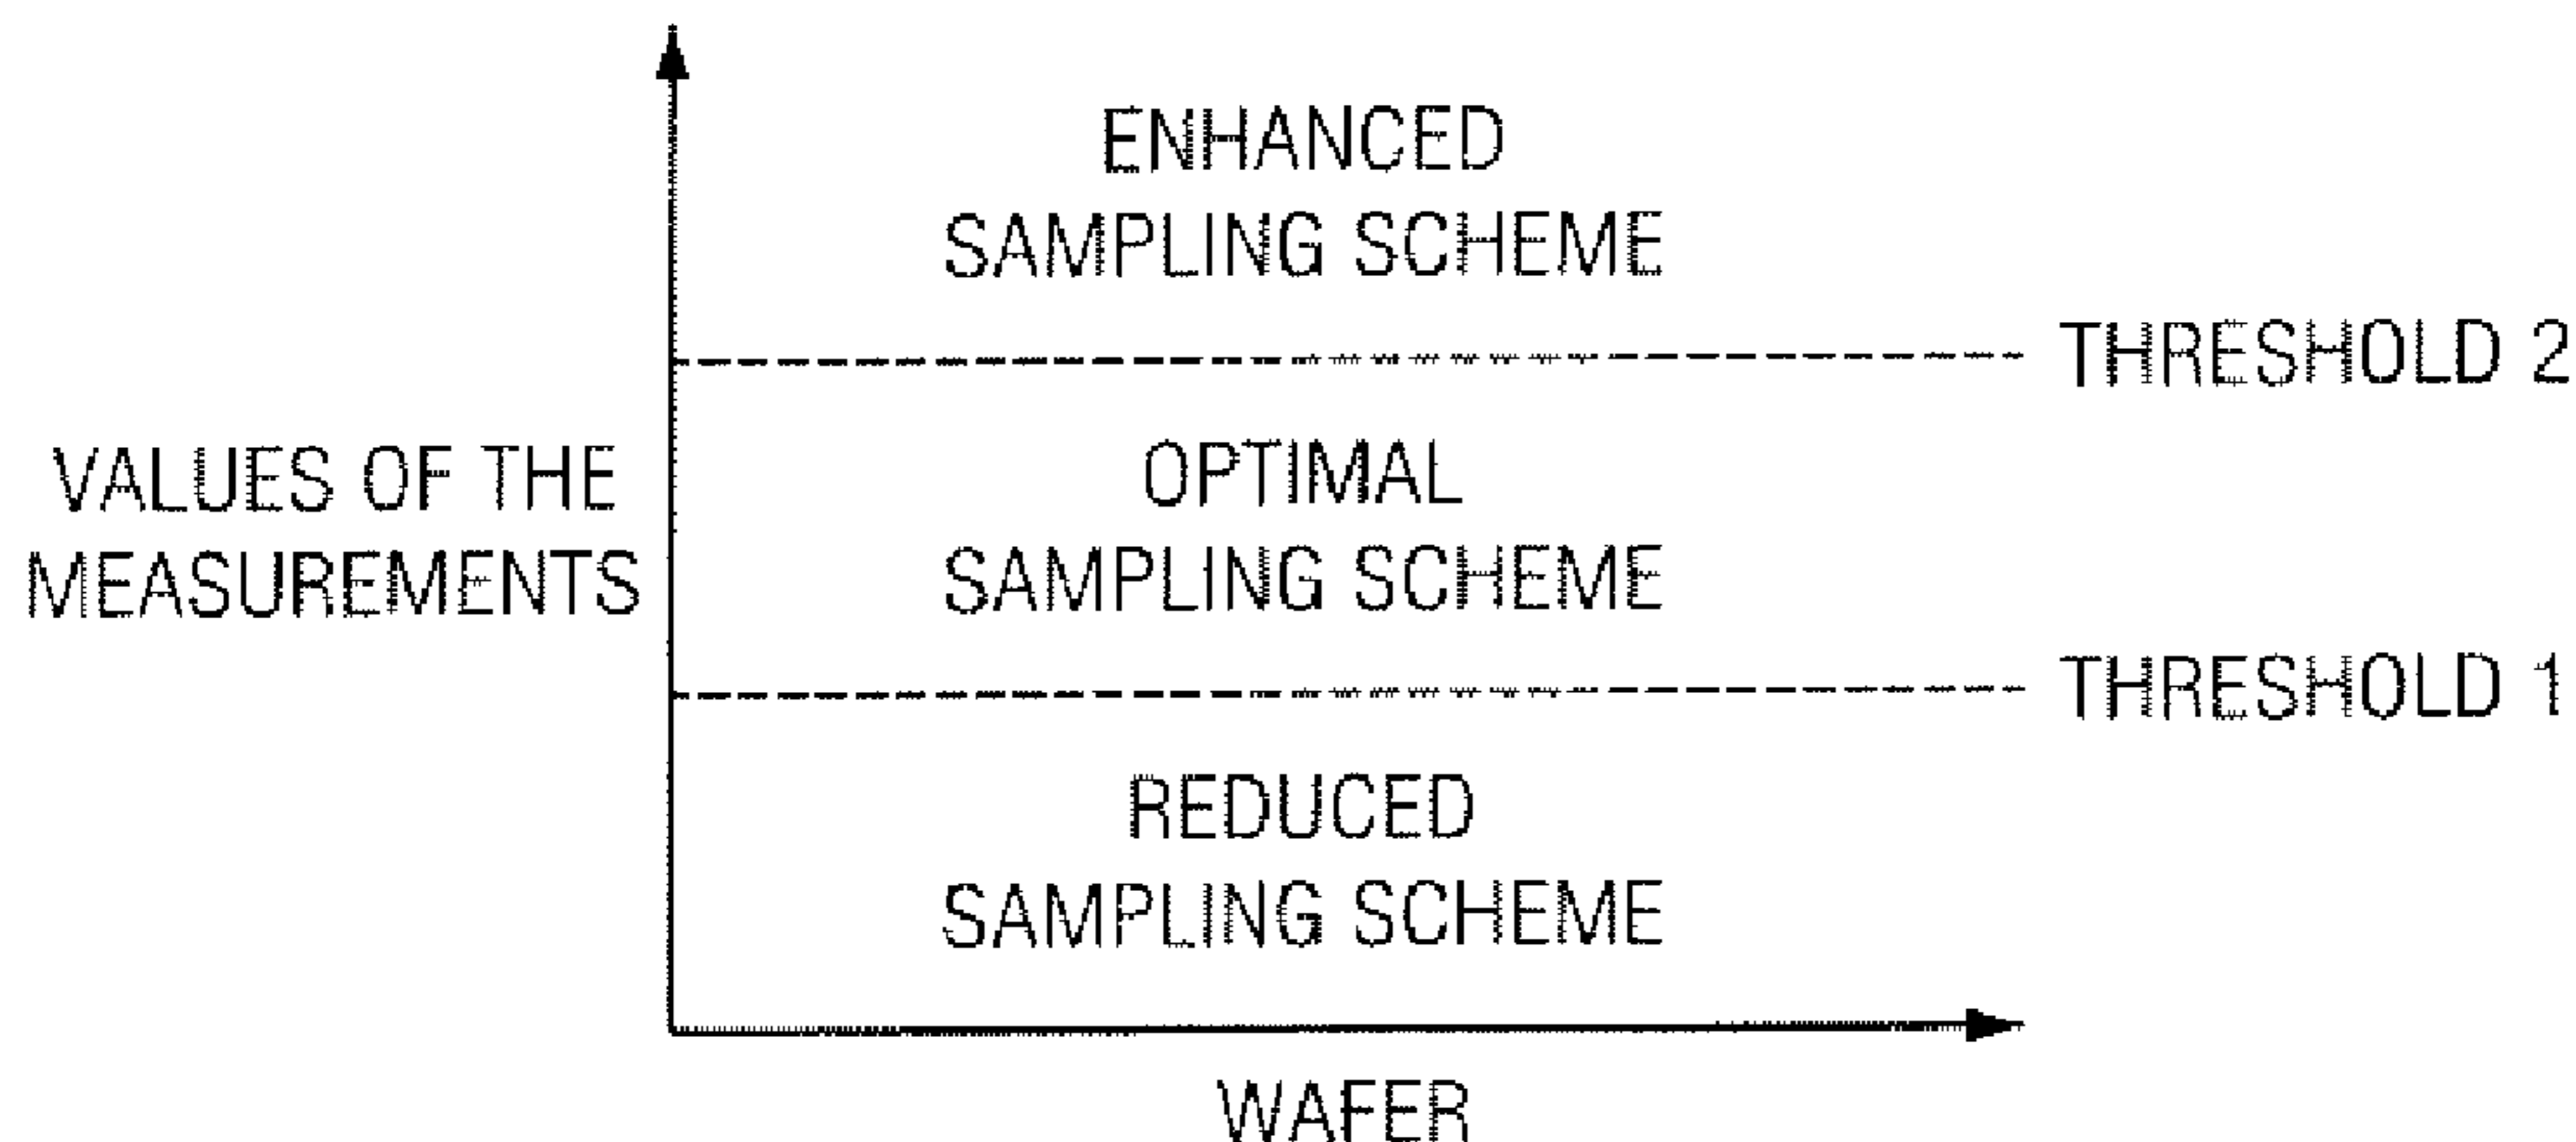 ENHANCED
SAMPLING SCHEME
THRESHOLD 2
VALUES OF THE
MEASUREMENTS
OPTIMAL
SAMPLING SCHEME
THRESHOLD 1
REDUCED
SAMPLING SCHEME
WAFER